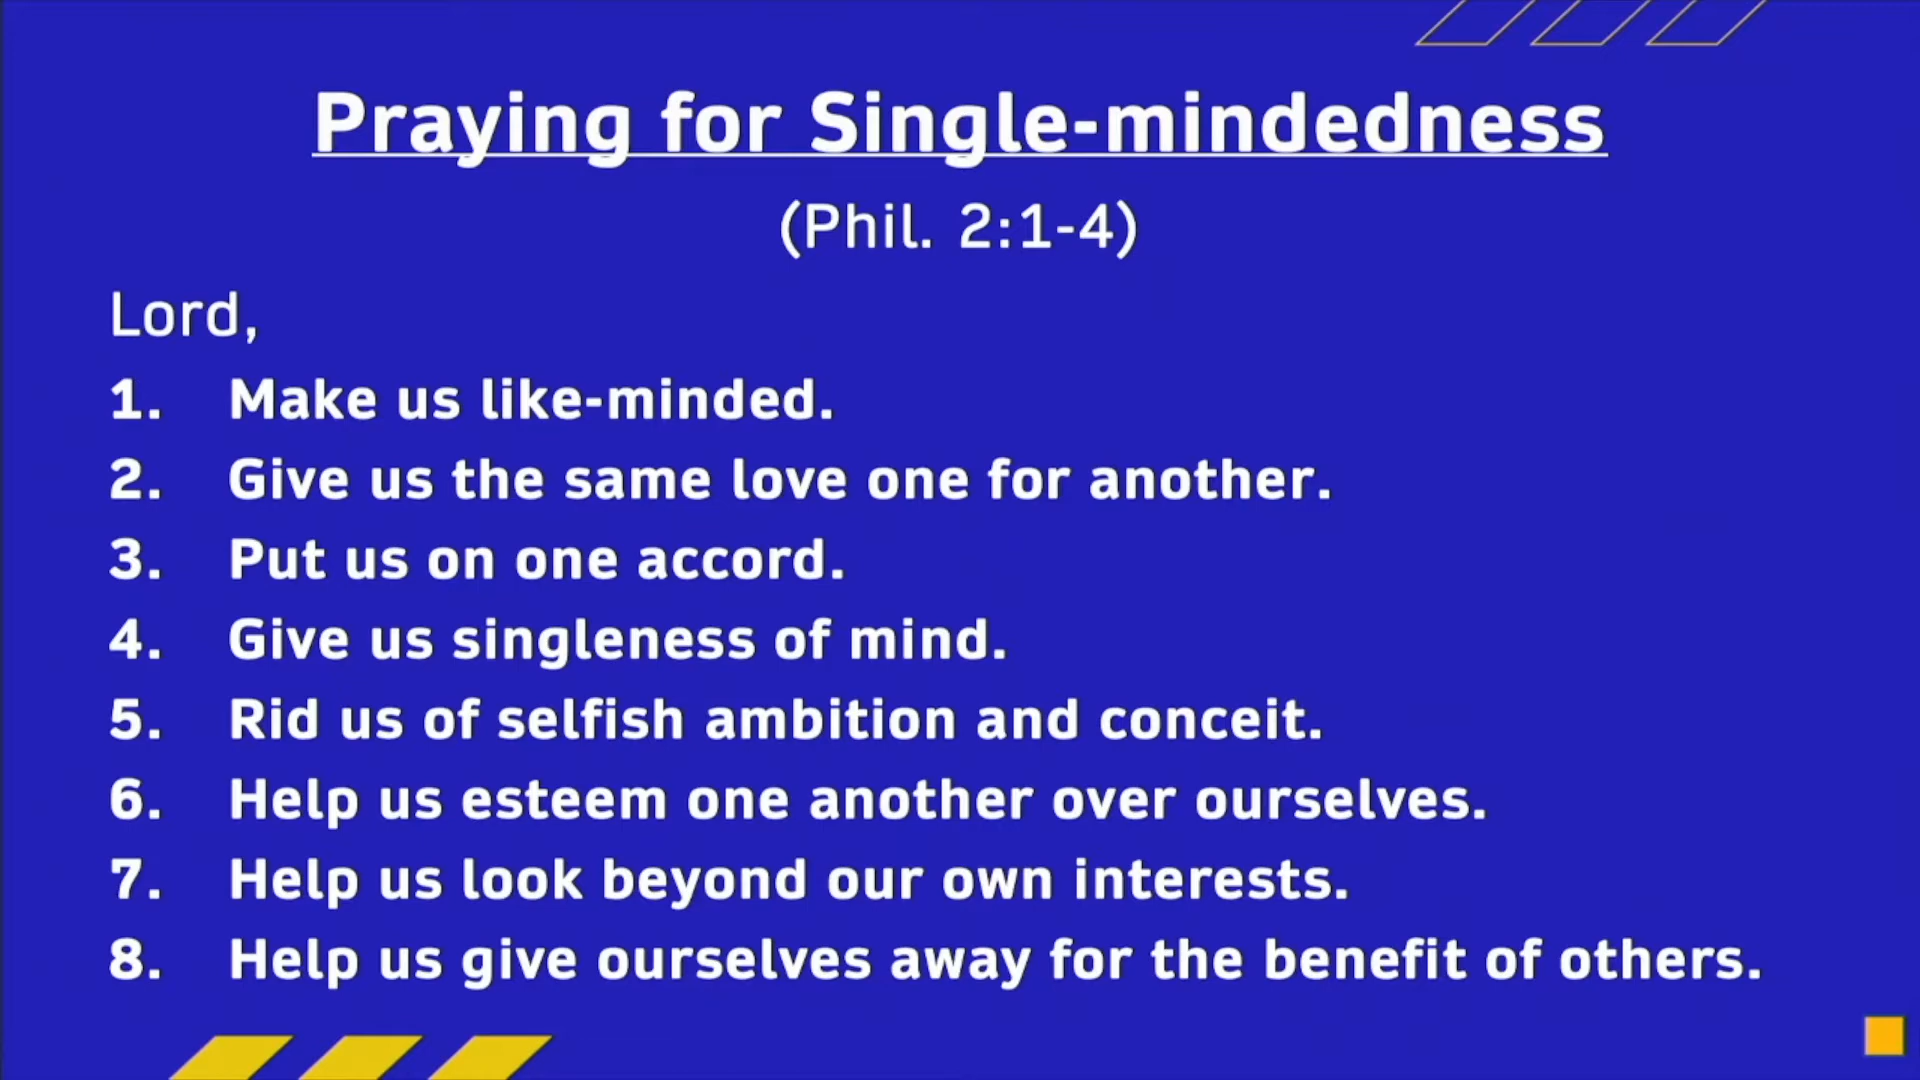 Praying for Single-mindedness
(Phil. 2:1-4)
Lord,
1. Make us like-minded.
2. Give us the same love one for another.
3. Put us on one accord.
4. Give us singleness of mind.
5. Rid us of selfish ambition and conceit.
6. Help us esteem one another over ourselves.
7. Help us look beyond our own interests.
8. Help us give ourselves away for the benefit of others.